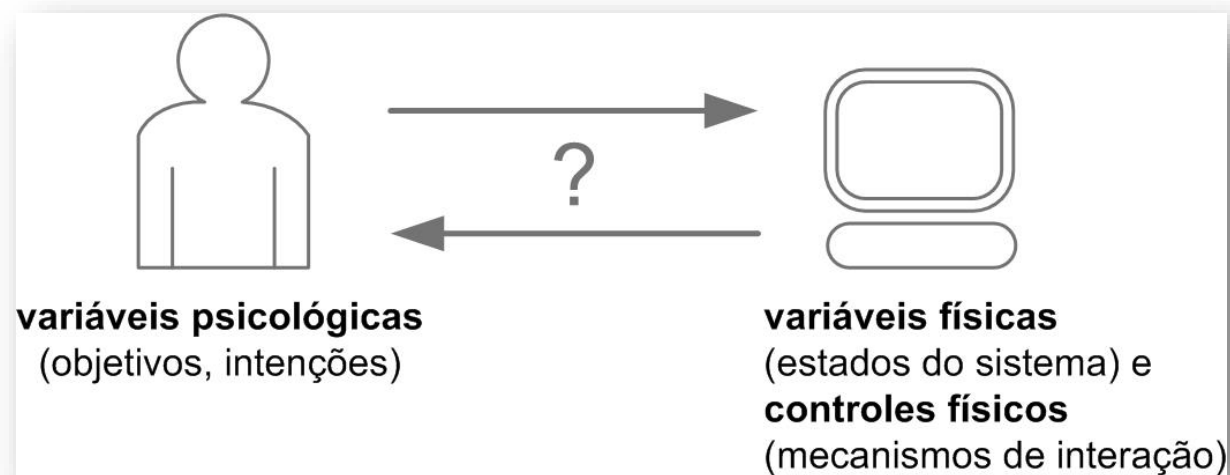 ?
variáveis psicológicas
(objetivos, intenções)
variáveis físicas
(estados do sistema) e
controles físicos
(mecanismos de interação)